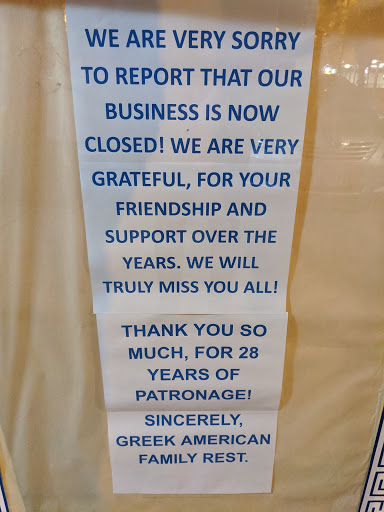 WE ARE VERY SORRY
TO REPORT THAT OUR
BUSINESS IS NOW
CLOSED! WE ARE VERY
GRATEFUL, FOR YOUR
FRIENDSHIP AND
SUPPORT OVER THE
YEARS. WE WILL
TRULY MISS YOU ALL!
THANK YOU SO
MUCH, FOR 28
YEARS OF
PATRONAGE!
SINCERELY,
GREEK AMERICAN
FAMILY REST.